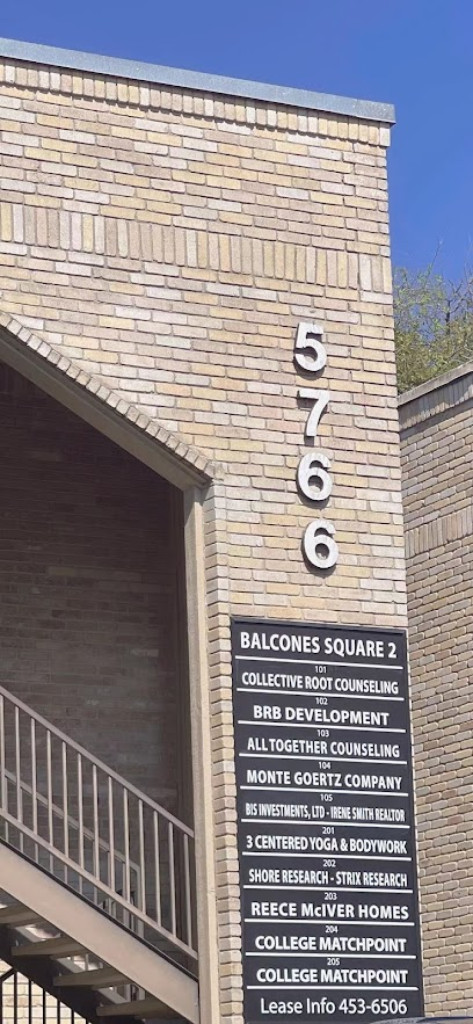 5
7
6
6
BALCONES SQUARE 2
101
COLLECTIVE ROOT COUNSELING
102
BRB DEVELOPMENT
103
ALL TOGETHER COUNSELING
104
MONTE GOERTZ COMPANY
105
BIS INVESTMENTS, LTD - IRENE SMITH REALTOR
201
3 CENTERED YOGA & BODYWORK
202
SHORE RESEARCH - STRIX RESEARCH
203
REECE McIVER HOMES
204
COLLEGE MATCHPOINT
205
COLLEGE MATCHPOINT
Lease Info 453-6506